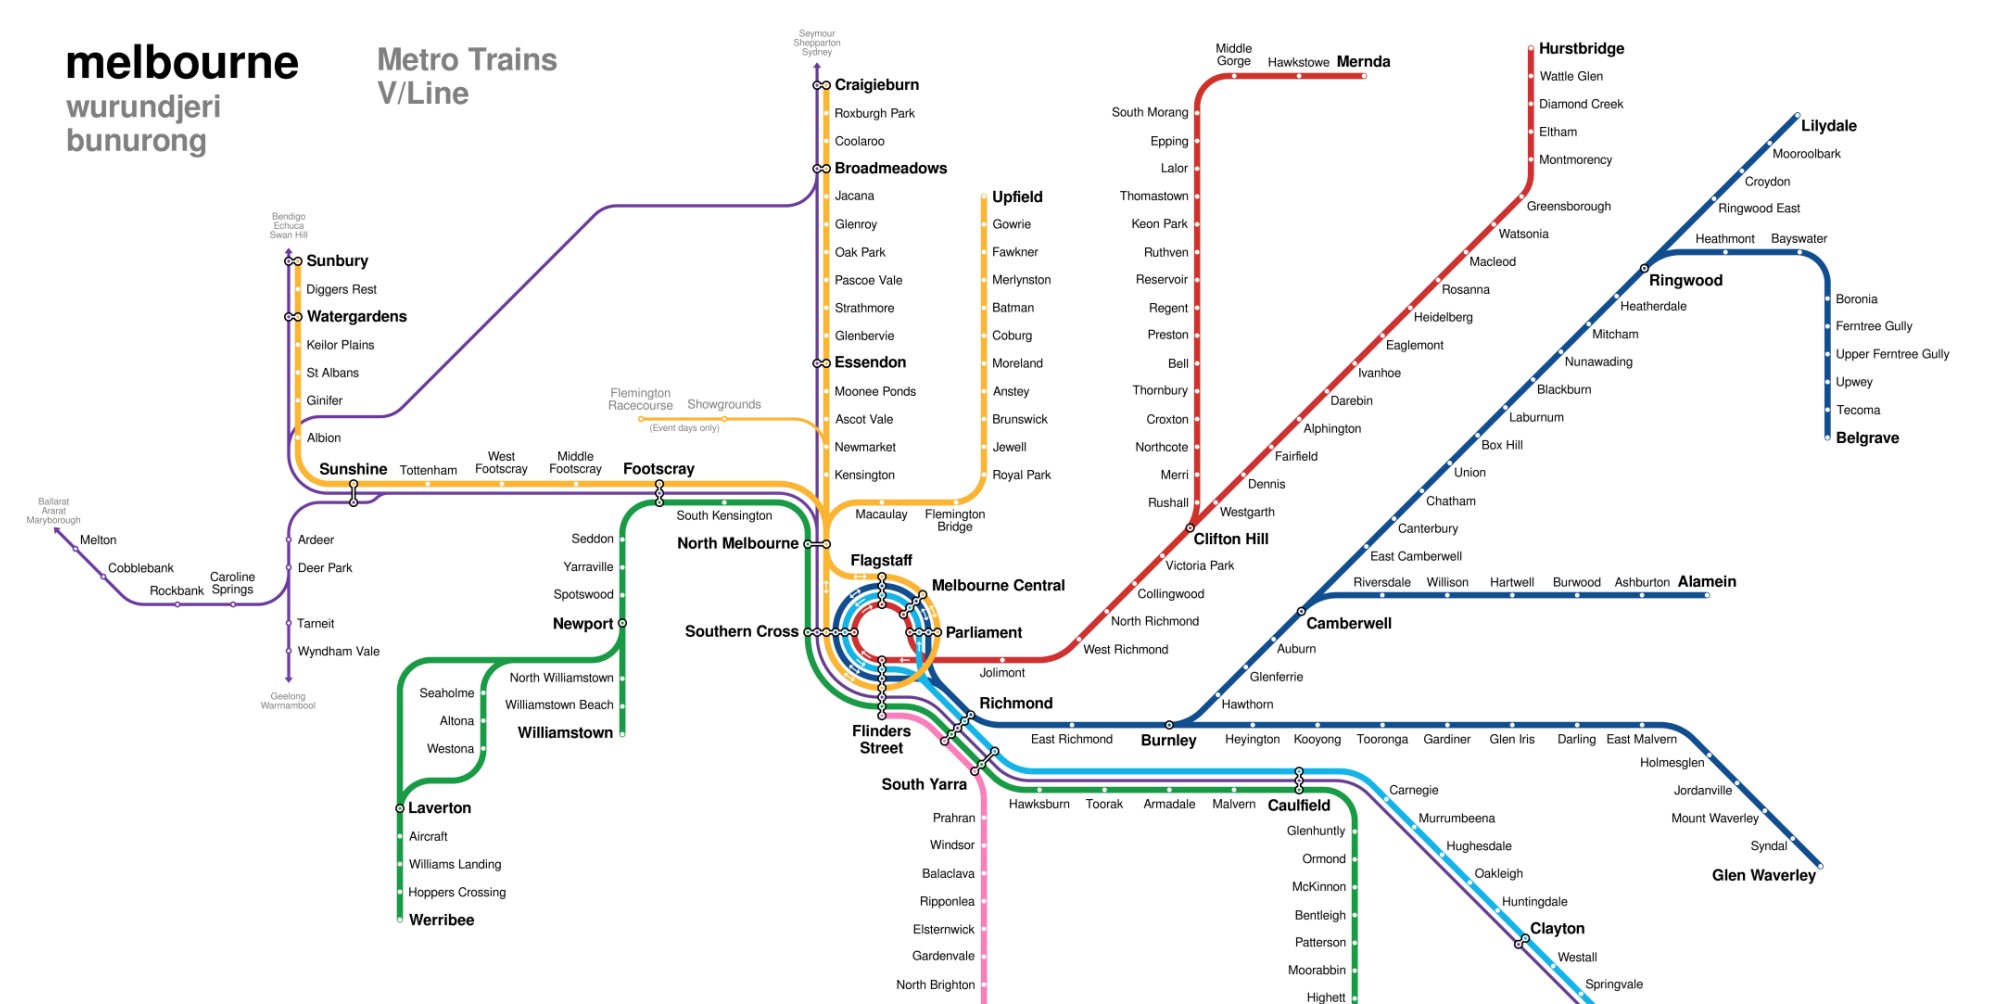 melbourne
wurundjeri
bunurong
Metro Trains
V/Line
Seymour
Shepparton
Sydney
Craigieburn
Roxburgh Park
Coolaroo
Broadmeadows
Jacana
Glenroy
Oak Park
Pascoe Vale
Strathmore
Glenbervie
Essendon
Moonee Ponds
Ascot Vale
Newmarket
Kensington
Bendigo
Echuca
Swan Hill
Sunbury
Diggers Rest
Watergardens
Keilor Plains
St Albans
Ginifer
Albion
Sunshine
Tottenham
West
Footscray
Middle
Footscray
Footscray
South Kensington
North Melbourne
Flemington
Racecourse
Showgrounds
(Event days only)
Upfield
Gowrie
Fawkner
Merlynston
Batman
Coburg
Moreland
Anstey
Brunswick
Jewell
Royal Park
Flemington
Bridge
Macaulay
Ballarat
Ararat
Maryborough
Melton
Cobblebank
Rockbank
Caroline
Springs
Ardeer
Deer Park
Tarneit
Wyndham Vale
Geelong
Warrnambool
Seddon
Yarraville
Spotswood
Newport
North Williamstown
Williamstown Beach
Williamstown
Seaholme
Altona
Westona
Laverton
Aircraft
Williams Landing
Hoppers Crossing
Werribee
Flagstaff
Melbourne Central
Parliament
Southern Cross
Flinders
Street
Richmond
South Yarra
Prahran
Windsor
Balaclava
Ripponlea
Elsternwick
Gardenvale
North Brighton
Middle
Gorge
Hawkstowe
Mernda
South Morang
Epping
Lalor
Thomastown
Keon Park
Ruthven
Reservoir
Regent
Preston
Bell
Thornbury
Croxton
Northcote
Merri
Rushall
Hurstbridge
Wattle Glen
Diamond Creek
Eltham
Montmorency
Greensborough
Watsonia
Macleod
Rosanna
Heidelberg
Eaglemont
Ivanhoe
Darebin
Alphington
Fairfield
Dennis
Westgarth
Clifton Hill
Victoria Park
Collingwood
North Richmond
West Richmond
Jolimont
Lilydale
Mooroolbark
Croydon
Ringwood East
Heathmont
Bayswater
Boronia
Ferntree Gully
Upper Ferntree Gully
Upwey
Tecoma
Belgrave
Ringwood
Heatherdale
Mitcham
Nunawading
Blackburn
Laburnum
Box Hill
Union
Chatham
Canterbury
East Camberwell
Riversdale
Willison
Hartwell
Burwood
Ashburton
Alamein
Camberwell
Auburn
Glenferrie
Hawthorn
East Richmond
Burnley
Heyington
Kooyong
Tooronga
Gardiner
Glen Iris
Darling
East Malvern
Holmesglen
Jordanville
Mount Waverley
Syndal
Glen Waverley
Hawksburn
Toorak
Armadale
Malvern
Caulfield
Glenhuntly
Ormond
McKinnon
Bentleigh
Patterson
Moorabbin
Highett
Carnegie
Murrumbeena
Hughesdale
Oakleigh
Huntingdale
Clayton
Westall
Springvale